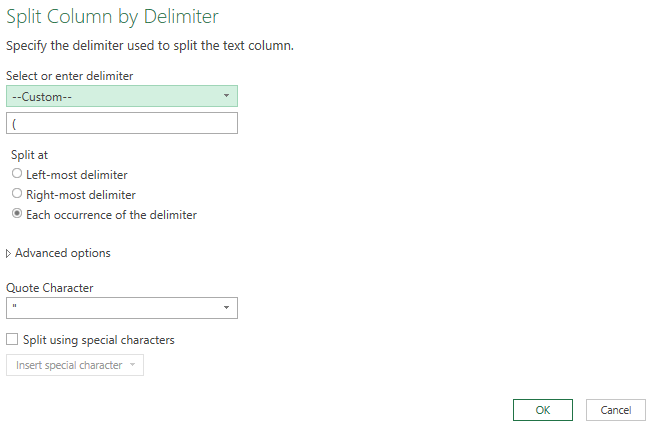 Split Column by Delimiter
Specify the delimiter used to split the text column.
Select or enter delimiter
--Custom--
(
Split at
Left-most delimiter
Right-most delimiter
Each occurrence of the delimiter
Advanced options
Quote Character
"
Split using special characters
Insert special character
OK Cancel